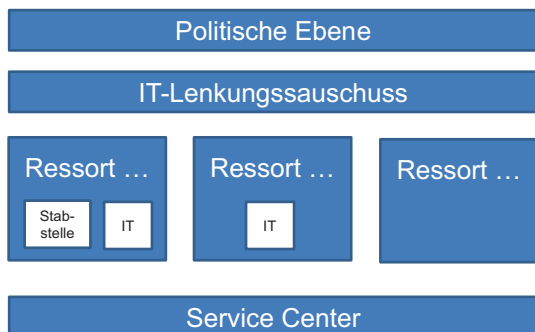 Politische Ebene
IT-Lenkungssauschuss
Ressort …
Stab-
stelle
IT
Ressort …
IT
Ressort …
Service Center